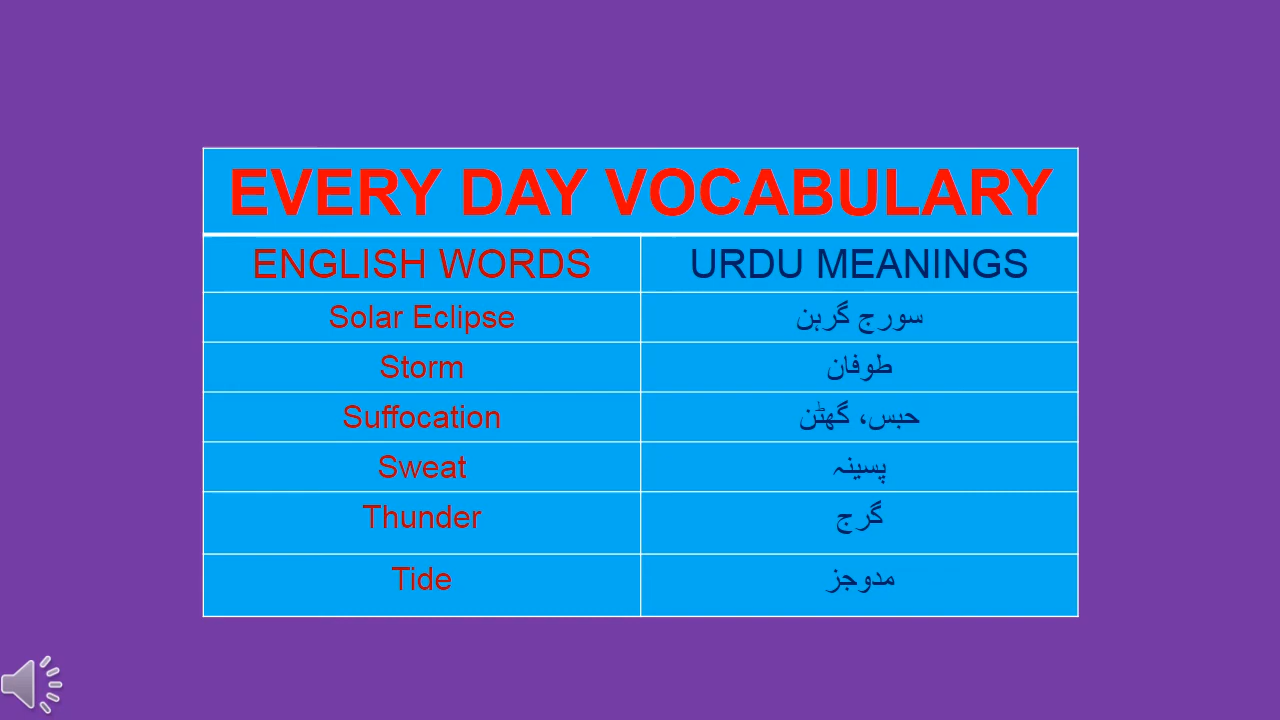 EVERY DAY VOCABULARY
ENGLISH WORDS URDU MEANINGS
Solar Eclipse سورج گرہن
Storm طوفان
Suffocation حبس، گھٹن
Sweat پسینہ
Thunder گرج
Tide مدوجز